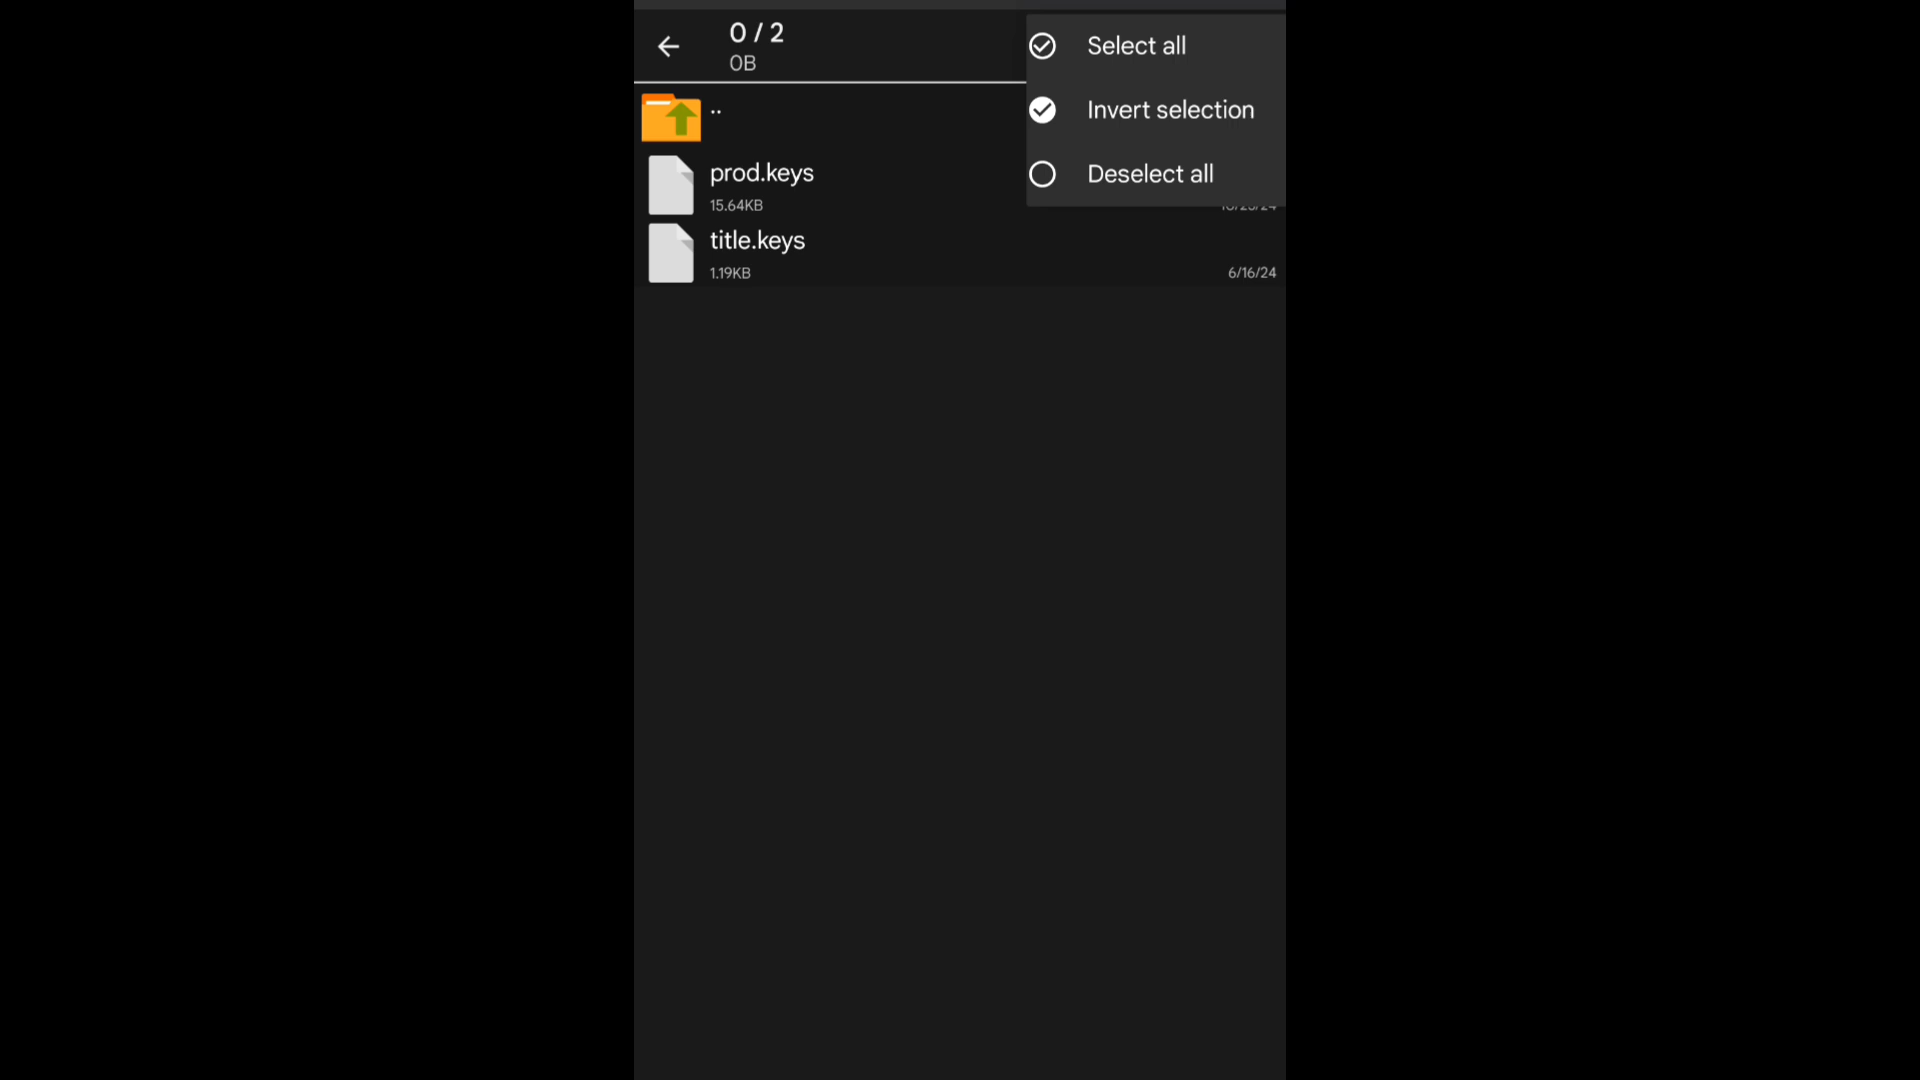 0 / 2
0B
Select all
Invert selection
Deselect all
..
prod.keys
15.64KB
title.keys
1.19KB
6/16/24